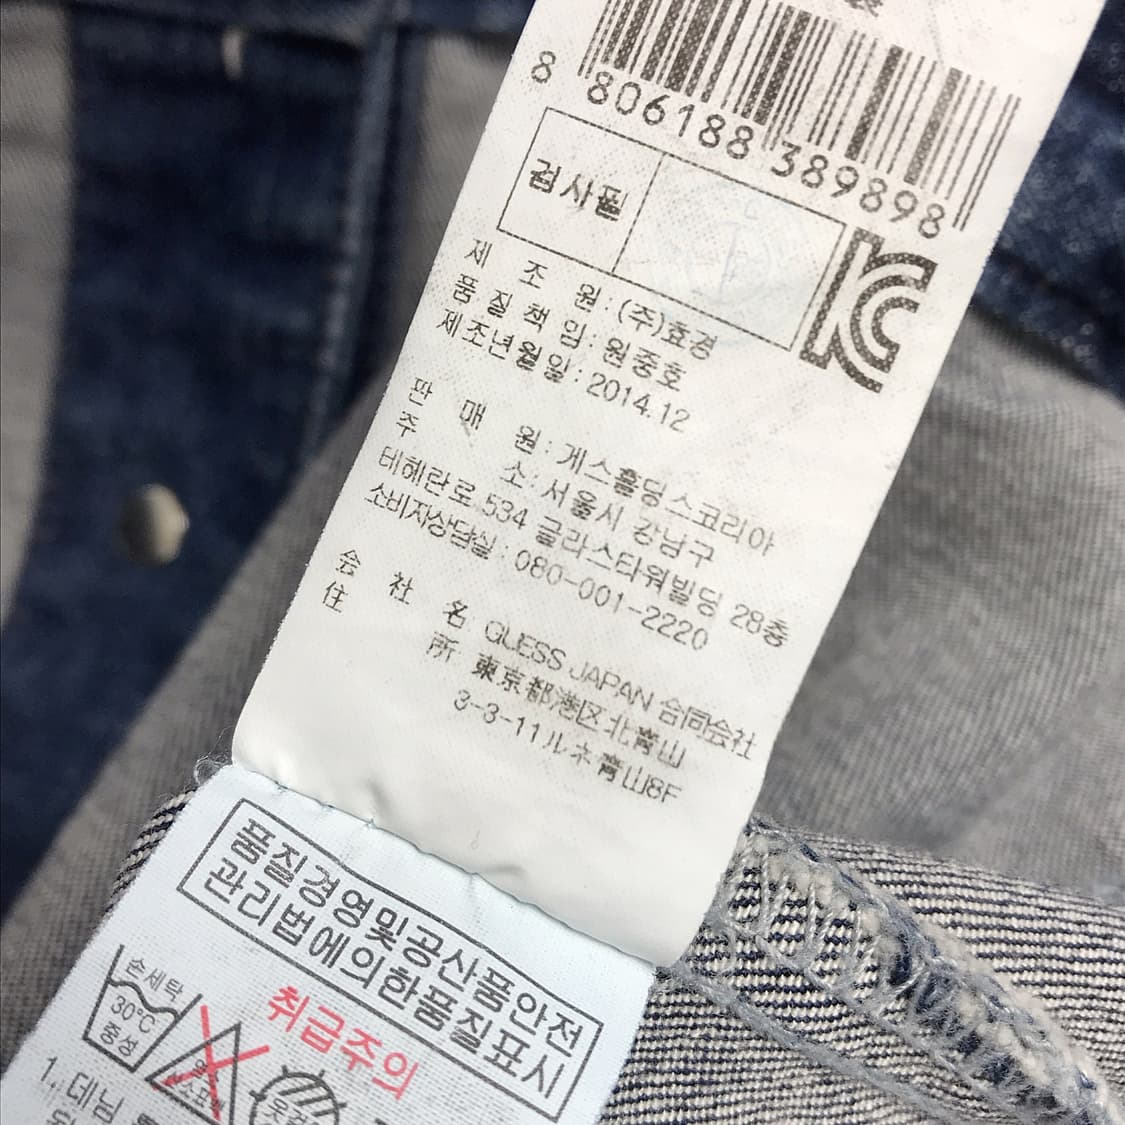 8 806188 389898
검사필
제 조 원 : (주)효경
품 질 책 임 : 원중호
제조년월일 : 2014.12
판 매 원 : 게스홀딩스코리아
주 소 : 서울시 강남구
테헤란로 534 글라스타워빌딩 28층
소비자상담실 : 080-001-2220
会 社 名 GUESS JAPAN 合同会社
住 所 東京都港区北青山
3-3-11ルネ青山8F
품질경영및공산품안전
관리법에의한품질표시
취급주의
손세탁
30°C
중성
1. 데님